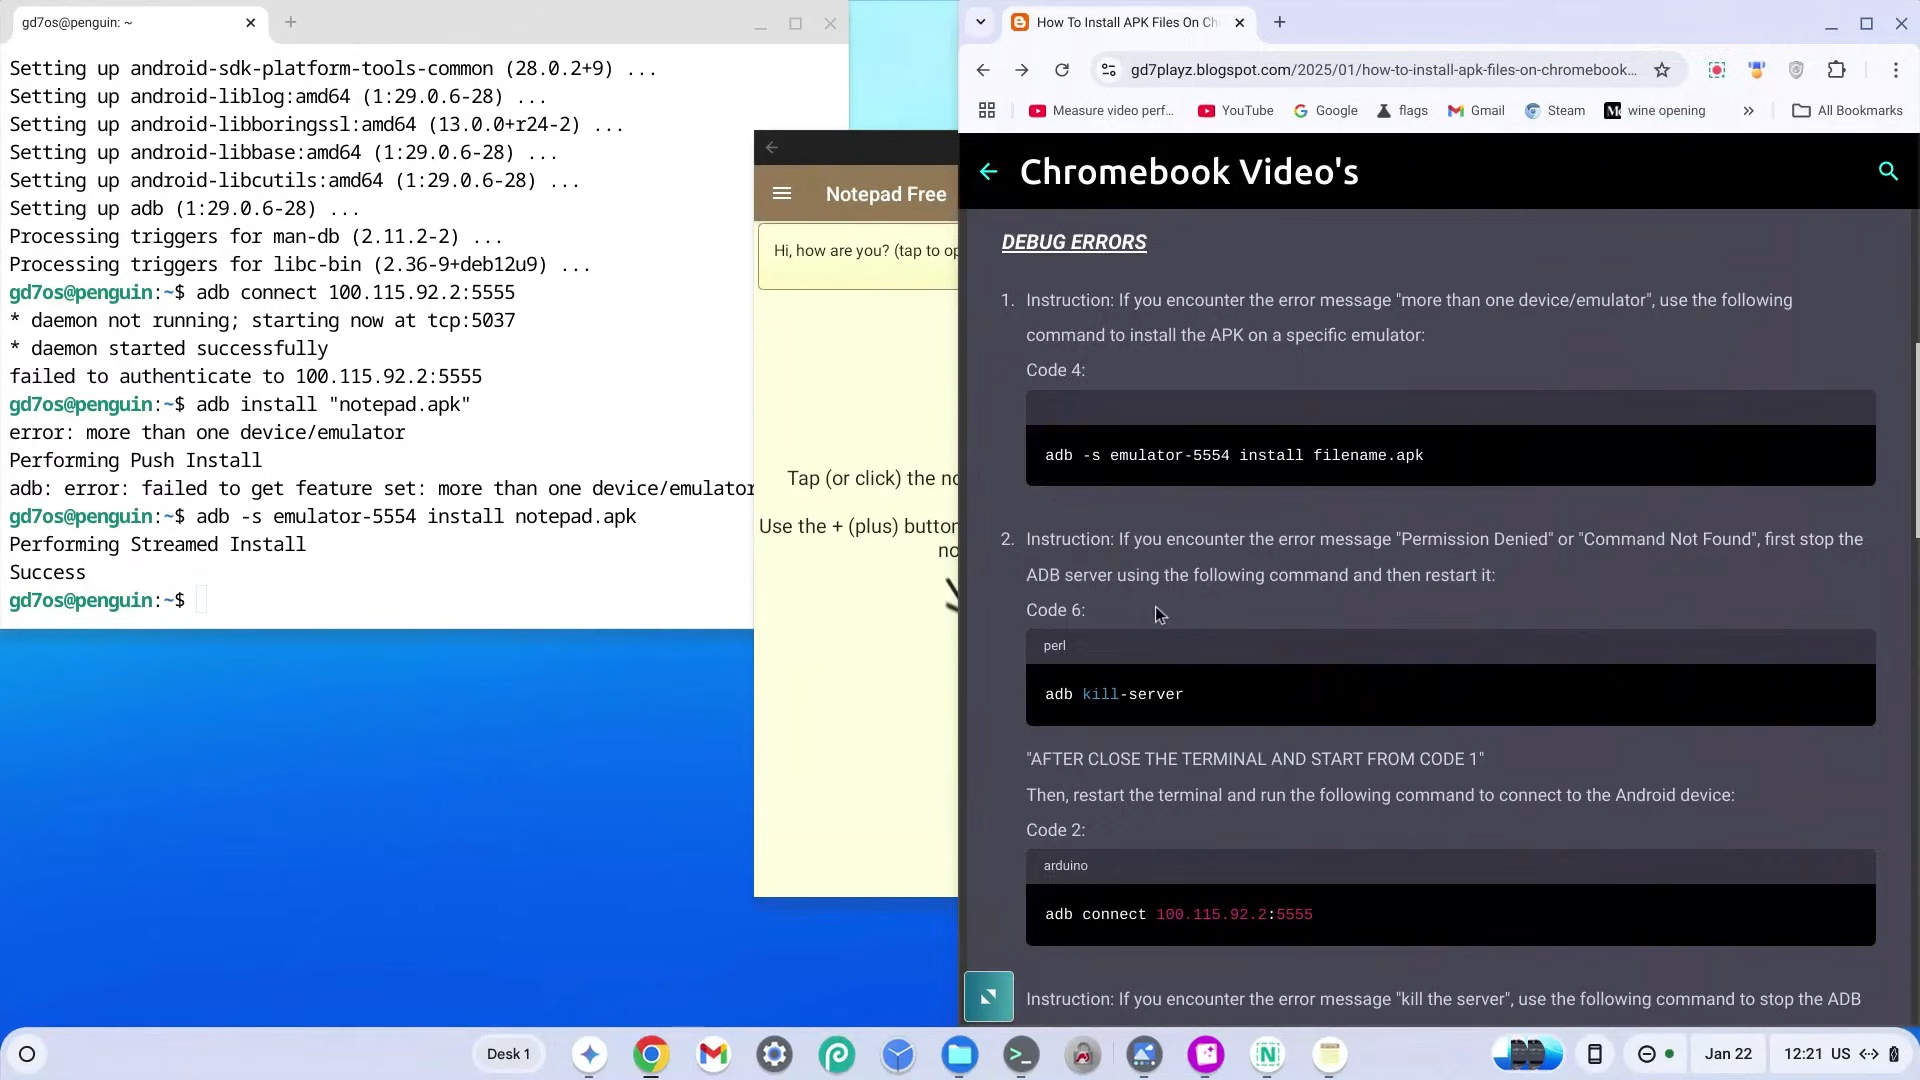 gd7os@penguin: ~
Setting up android-sdk-platform-tools-common (28.0.2+9) ...
Setting up android-liblog:amd64 (1:29.0.6-28) ...
Setting up android-libboringssl:amd64 (13.0.0+r24-2) ...
Setting up android-libbase:amd64 (1:29.0.6-28) ...
Setting up android-libcutils:amd64 (1:29.0.6-28) ...
Setting up adb (1:29.0.6-28) ...
Processing triggers for man-db (2.11.2-2) ...
Processing triggers for libc-bin (2.36-9+deb12u9) ...
gd7os@penguin:~$ adb connect 100.115.92.2:5555
* daemon not running; starting now at tcp:5037
* daemon started successfully
failed to authenticate to 100.115.92.2:5555
gd7os@penguin:~$ adb install "notepad.apk"
error: more than one device/emulator
Performing Push Install
adb: error: failed to get feature set: more than one device/emulator
gd7os@penguin:~$ adb -s emulator-5554 install notepad.apk
Performing Streamed Install
Success
gd7os@penguin:~$
Notepad Free
Hi, how are you? (tap to op
Tap (or click) the no
Use the + (plus) button
no
How To Install APK Files On Ch
gd7playz.blogspot.com/2025/01/how-to-install-apk-files-on-chromebook...
Measure video perf... YouTube Google flags Gmail Steam wine opening » All Bookmarks
Chromebook Video's
DEBUG ERRORS
1. Instruction: If you encounter the error message "more than one device/emulator", use the following
command to install the APK on a specific emulator:
Code 4:
adb -s emulator-5554 install filename.apk
2. Instruction: If you encounter the error message "Permission Denied" or "Command Not Found", first stop the
ADB server using the following command and then restart it:
Code 6:
perl
adb kill-server
"AFTER CLOSE THE TERMINAL AND START FROM CODE 1"
Then, restart the terminal and run the following command to connect to the Android device:
Code 2:
arduino
adb connect 100.115.92.2:5555
Instruction: If you encounter the error message "kill the server", use the following command to stop the ADB
Desk 1
Jan 22
12:21 US